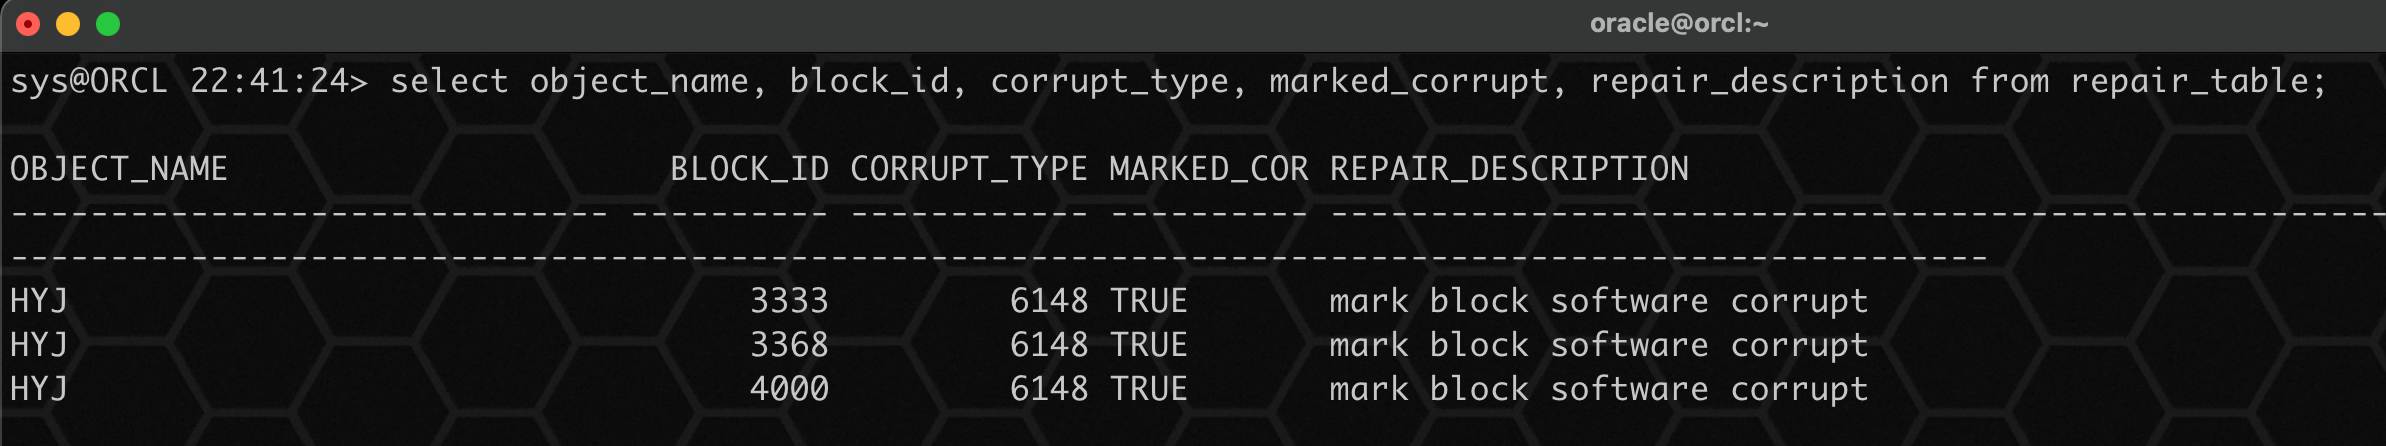 oracle@orcl:~
sys@ORCL 22:41:24> select object_name, block_id, corrupt_type, marked_corrupt, repair_description from repair_table;
OBJECT_NAME                      BLOCK_ID CORRUPT_TYPE MARKED_COR REPAIR_DESCRIPTION
------------------------------ ---------- ------------ ---------- -----------------------------------------------------
---------------------------------------------------------------------------------------------------
HYJ                                  3333         6148 TRUE       mark block software corrupt
HYJ                                  3368         6148 TRUE       mark block software corrupt
HYJ                                  4000         6148 TRUE       mark block software corrupt